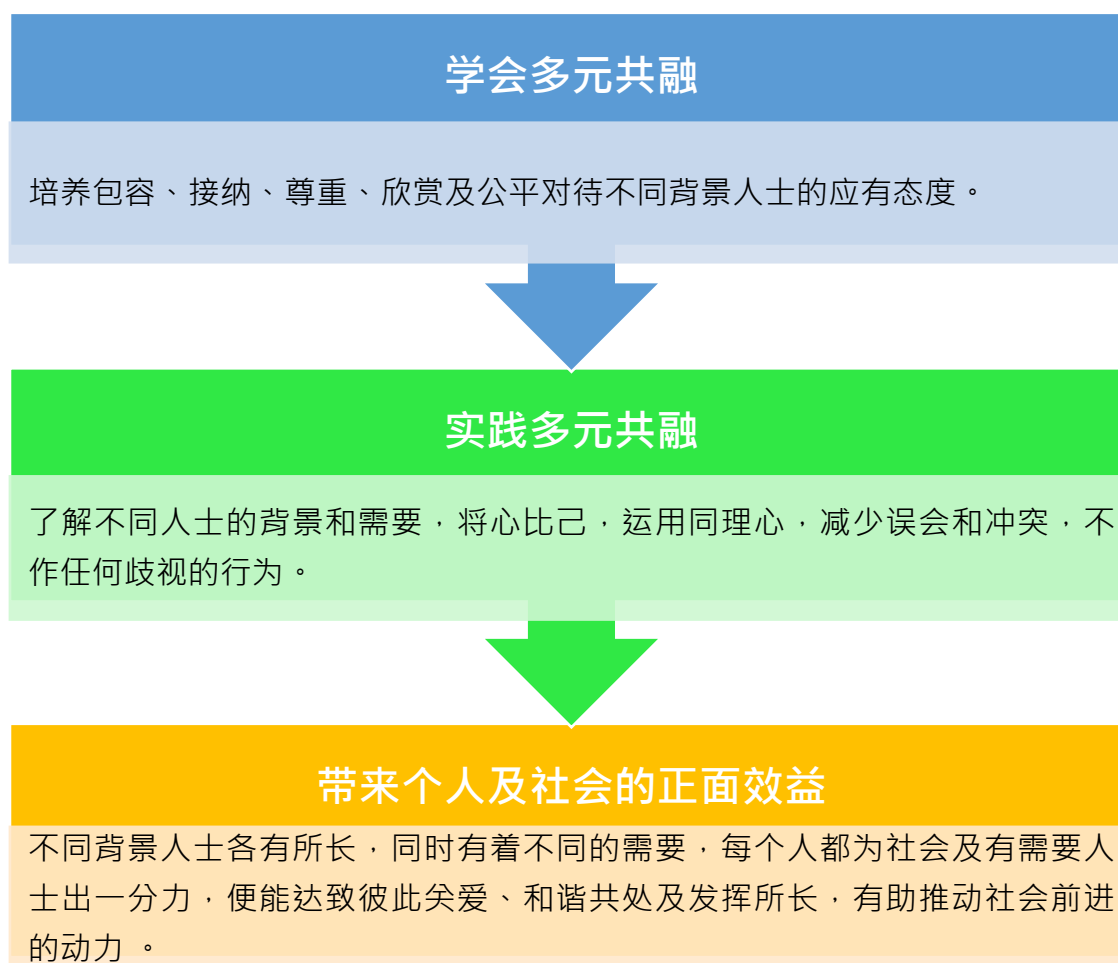 学会多元共融
培养包容、接纳、尊重、欣赏及公平对待不同背景人士的应有态度。
实践多元共融
了解不同人士的背景和需要，将心比己，运用同理心，减少误会和冲突，不
作任何歧视的行为。
带来个人及社会的正面效益
不同背景人士各有所长，同时有着不同的需要，每个人都为社会及有需要人
士出一分力，便能达致彼此关爱、和谐共处及发挥所长，有助推动社会前进
的动力 。